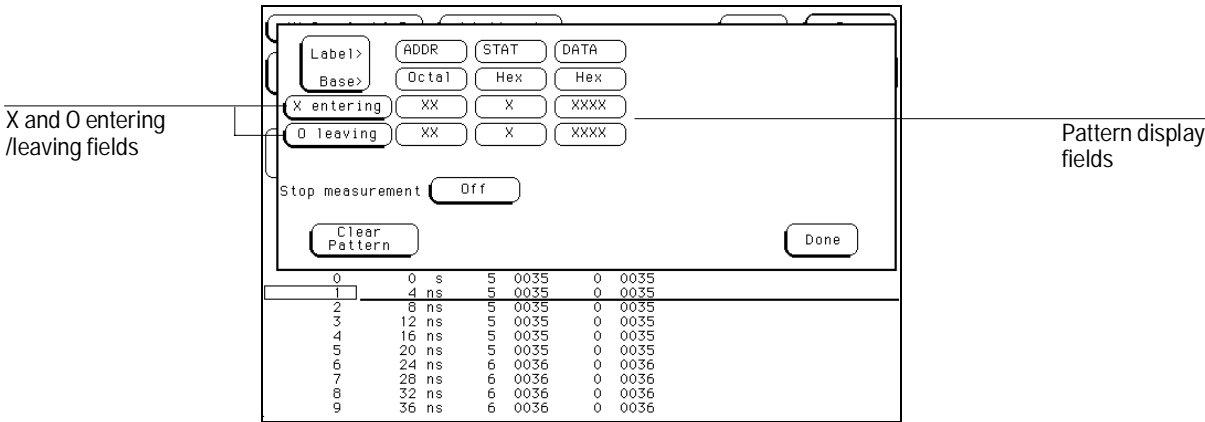 Label> ADDR STAT DATA
Base> Octal Hex Hex
X entering XX X XXXX
O leaving XX X XXXX
X and O entering
/leaving fields
Pattern display
fields
Stop measurement Off
Clear
Pattern
Done
0 0 s 5 0035 0 0035
1 4 ns 5 0035 0 0035
2 8 ns 5 0035 0 0035
3 12 ns 5 0035 0 0035
4 16 ns 5 0035 0 0035
5 20 ns 5 0035 0 0035
6 24 ns 6 0036 0 0036
7 28 ns 6 0036 0 0036
8 32 ns 6 0036 0 0036
9 36 ns 6 0036 0 0036